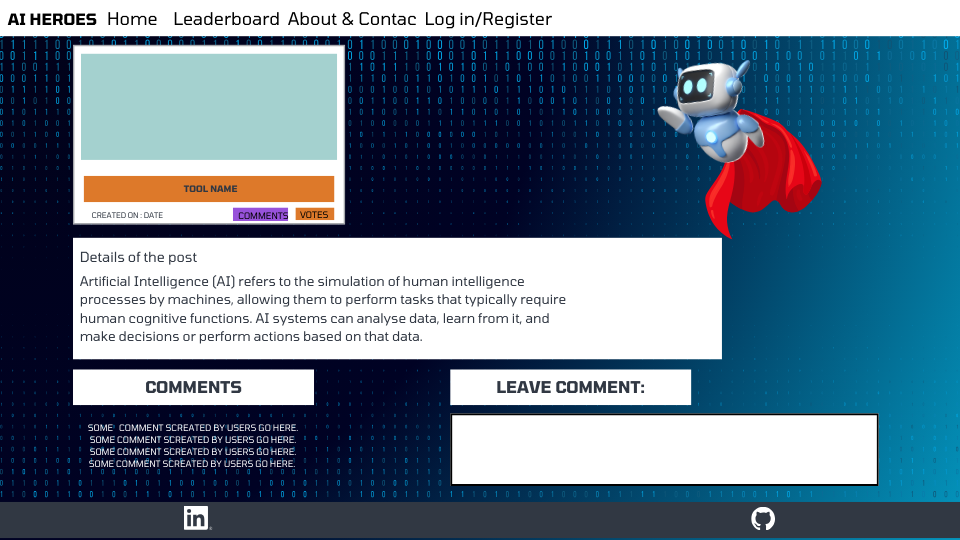 AI HEROES Home Leaderboard About & Contac Log in/Register
TOOL NAME
CREATED ON : DATE COMMENTS VOTES
Details of the post
Artificial Intelligence (AI) refers to the simulation of human intelligence
processes by machines, allowing them to perform tasks that typically require
human cognitive functions. AI systems can analyse data, learn from it, and
make decisions or perform actions based on that data.
COMMENTS
SOME COMMENT SCREATED BY USERS GO HERE.
SOME COMMENT SCREATED BY USERS GO HERE.
SOME COMMENT SCREATED BY USERS GO HERE.
SOME COMMENT SCREATED BY USERS GO HERE.
LEAVE COMMENT:
in